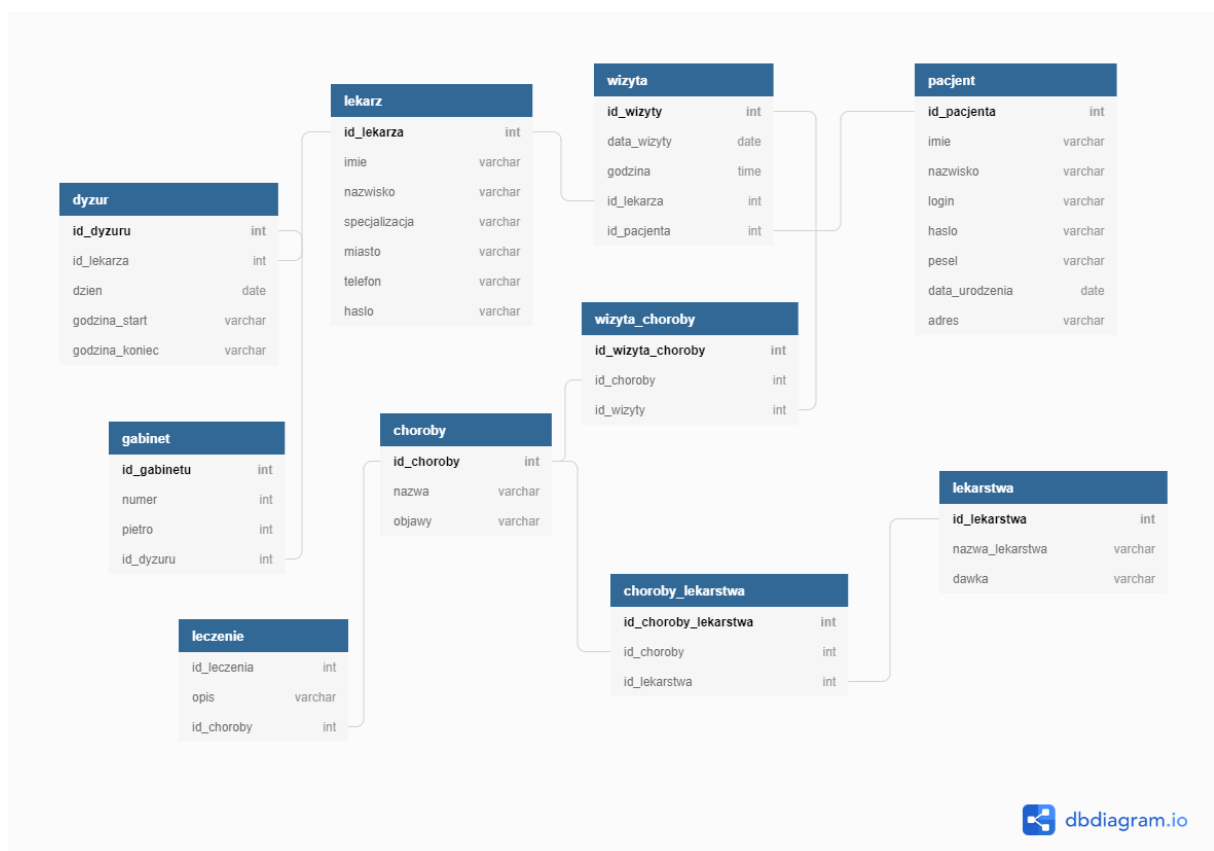 wizyta
id_wizyty int
data_wizyty date
godzina time
id_lekarza int
id_pacjenta int
pacjent
id_pacjenta int
imie varchar
nazwisko varchar
login varchar
haslo varchar
pesel varchar
data_urodzenia date
adres varchar
lekarz
id_lekarza int
imie varchar
nazwisko varchar
specjalizacja varchar
miasto varchar
telefon varchar
haslo varchar
dyzur
id_dyzuru int
id_lekarza int
dzien date
godzina_start varchar
godzina_koniec varchar
wizyta_choroby
id_wizyta_choroby int
id_choroby int
id_wizyty int
choroby
id_choroby int
nazwa varchar
objawy varchar
gabinet
id_gabinetu int
numer int
pietro int
id_dyzuru int
lekarstwa
id_lekarstwa int
nazwa_lekarstwa varchar
dawka varchar
choroby_lekarstwa
id_choroby_lekarstwa int
id_choroby int
id_lekarstwa int
leczenie
id_leczenia int
opis varchar
id_choroby int
dbdiagram.io